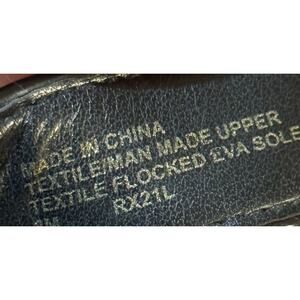 MADE IN CHINA
TEXTILE/MAN MADE UPPER
TEXTILE FLOCKED EVA SOLE
RX21L